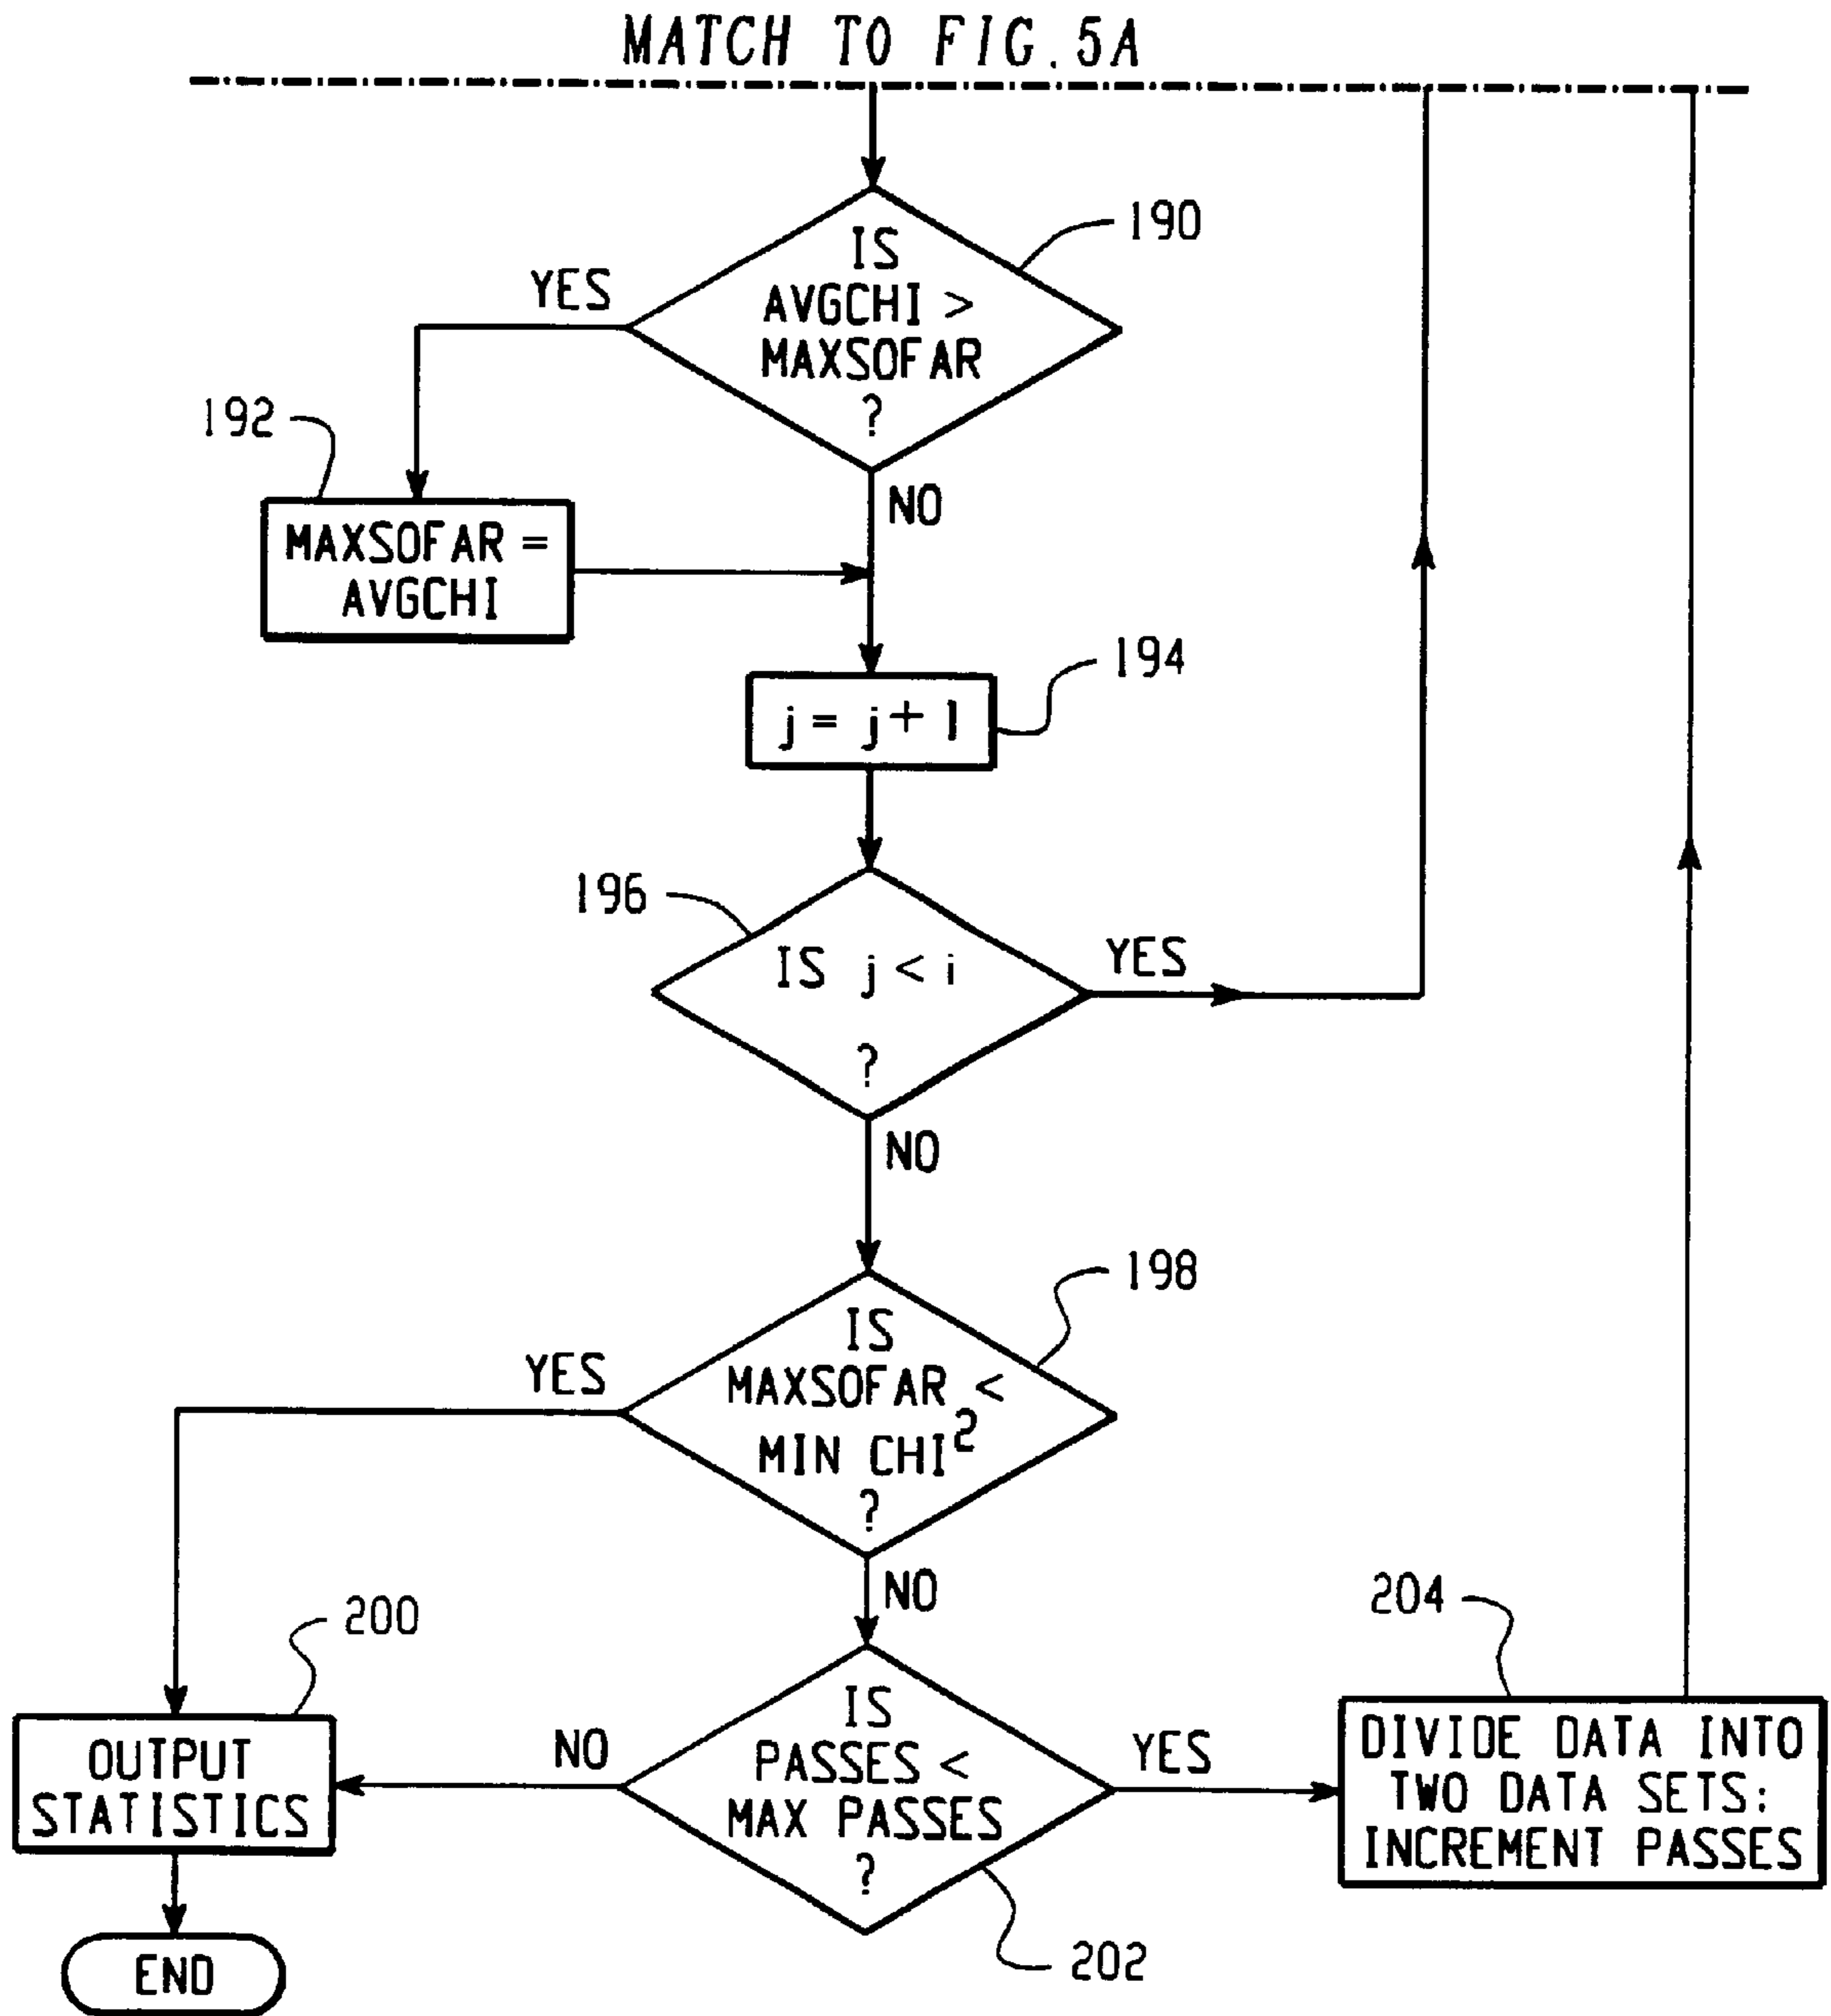 MATCH TO FIG.5A
IS
AVGCHI >
MAXSOFAR
?
190
YES
NO
192
MAXSOFAR =
AVGCHI
194
j = j + 1
196
IS j < i
?
YES
NO
198
IS
MAXSOFAR <
MIN CHI²
?
YES
NO
200
OUTPUT
STATISTICS
IS
PASSES <
MAX PASSES
?
NO
YES
202
204
DIVIDE DATA INTO
TWO DATA SETS:
INCREMENT PASSES
END